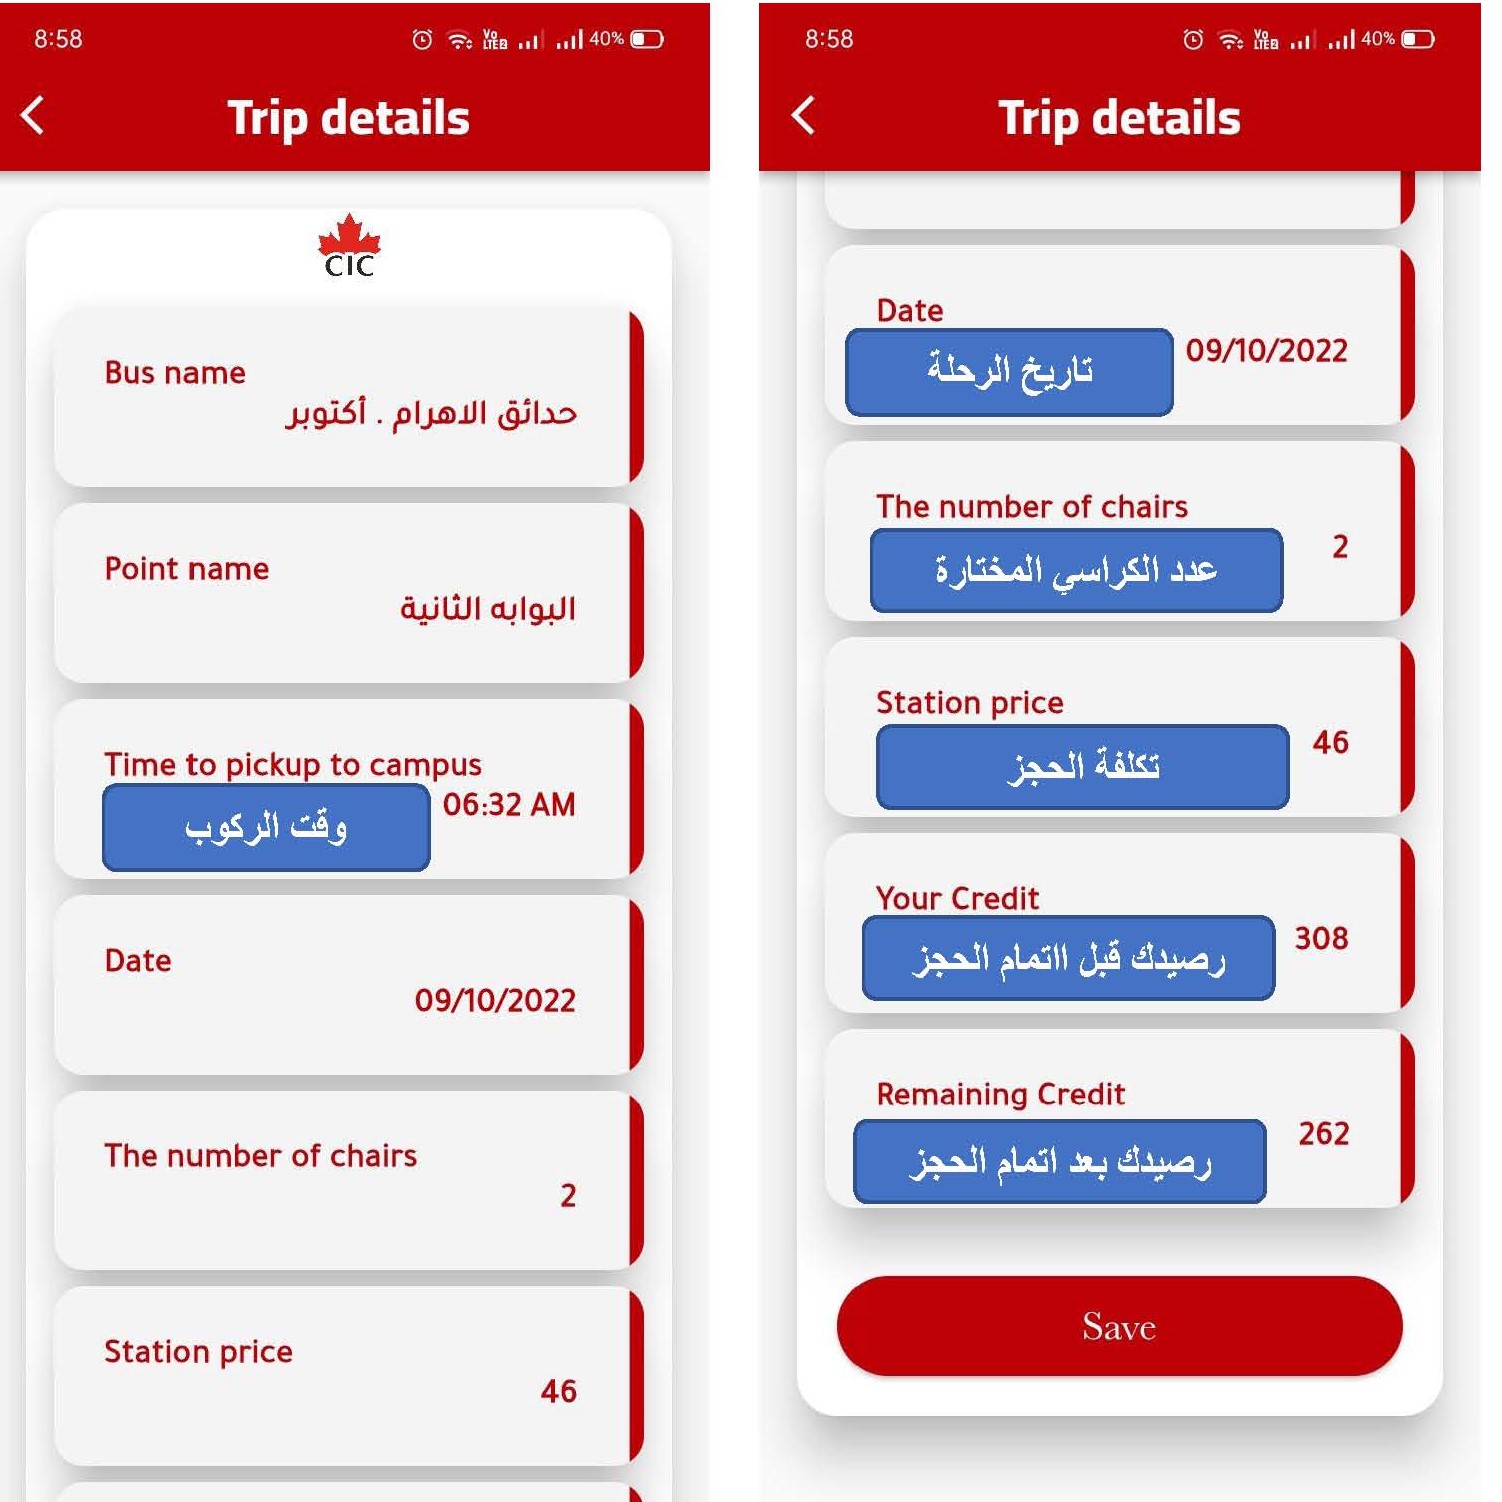 8:58
40%
Trip details
CIC
Bus name
حدائق الاهرام . أكتوبر
Point name
البوابه الثانية
Time to pickup to campus
06:32 AM
وقت الركوب
Date
09/10/2022
The number of chairs
2
Station price
46
8:58
40%
Trip details
Date
09/10/2022
تاريخ الرحلة
The number of chairs
2
عدد الكراسي المختارة
Station price
46
تكلفة الحجز
Your Credit
308
رصيدك قبل ااتمام الحجز
Remaining Credit
262
رصيدك بعد اتمام الحجز
Save